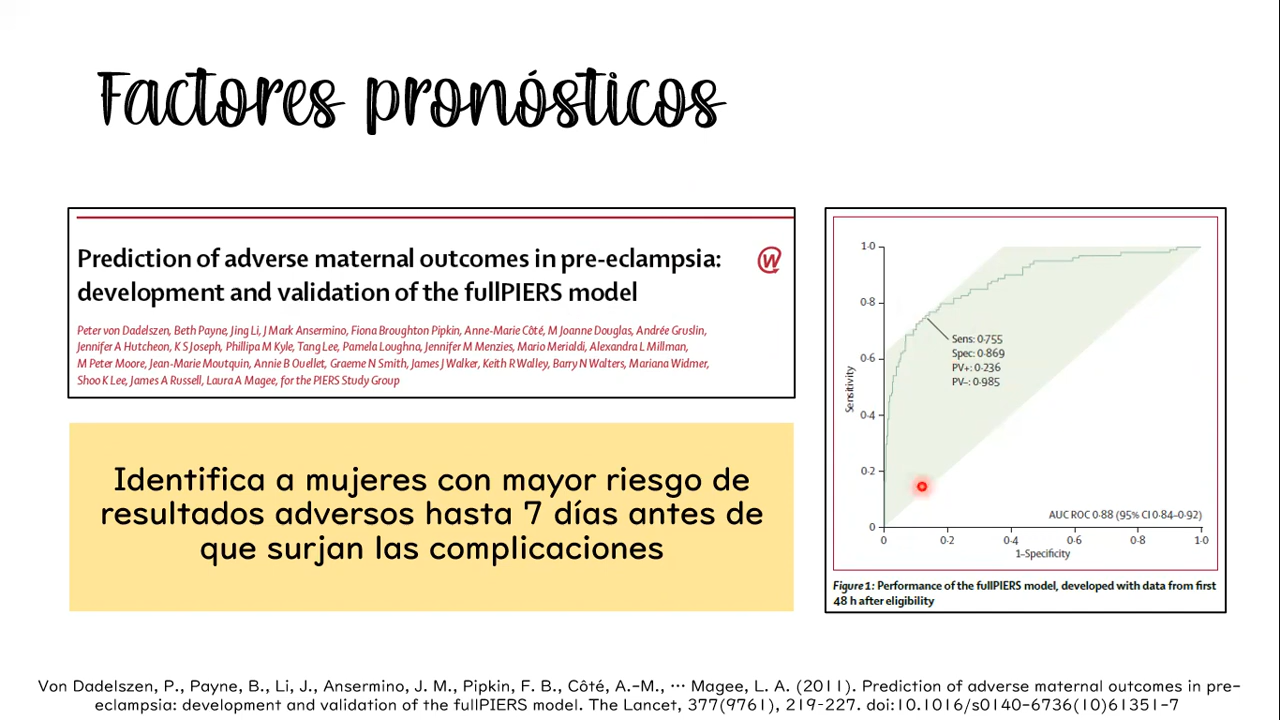 Factores pronósticos
Prediction of adverse maternal outcomes in pre-eclampsia:
development and validation of the fullPIERS model
Peter von Dadelszen, Beth Payne, Jing Li, J Mark Ansermino, Fiona Broughton Pipkin, Anne-Marie Côté, M Joanne Douglas, Andrée Gruslin,
Jennifer A Hutcheon, K S Joseph, Phillipa M Kyle, Tang Lee, Pamela Loughna, Jennifer M Menzies, Mario Merialdi, Alexandra L Millman,
M Peter Moore, Jean-Marie Moutquin, Annie B Ouellet, Graeme N Smith, James J Walker, Keith R Walley, Barry N Walters, Mariana Widmer,
Shoo K Lee, James A Russell, Laura A Magee, for the PIERS Study Group
W
Identifica a mujeres con mayor riesgo de
resultados adversos hasta 7 días antes de
que surjan las complicaciones
1·0
0·8
0·6
0·4
0·2
0
Sensitivity
Sens: 0·755
Spec: 0·869
PV+: 0·236
PV–: 0·985
AUC ROC 0·88 (95% CI 0·84–0·92)
0 0·2 0·4 0·6 0·8 1·0
1–Specificity
Figure 1: Performance of the fullPIERS model, developed with data from first
48 h after eligibility
Von Dadelszen, P., Payne, B., Li, J., Ansermino, J. M., Pipkin, F. B., Côté, A.-M., … Magee, L. A. (2011). Prediction of adverse maternal outcomes in pre-
eclampsia: development and validation of the fullPIERS model. The Lancet, 377(9761), 219–227. doi:10.1016/s0140-6736(10)61351-7